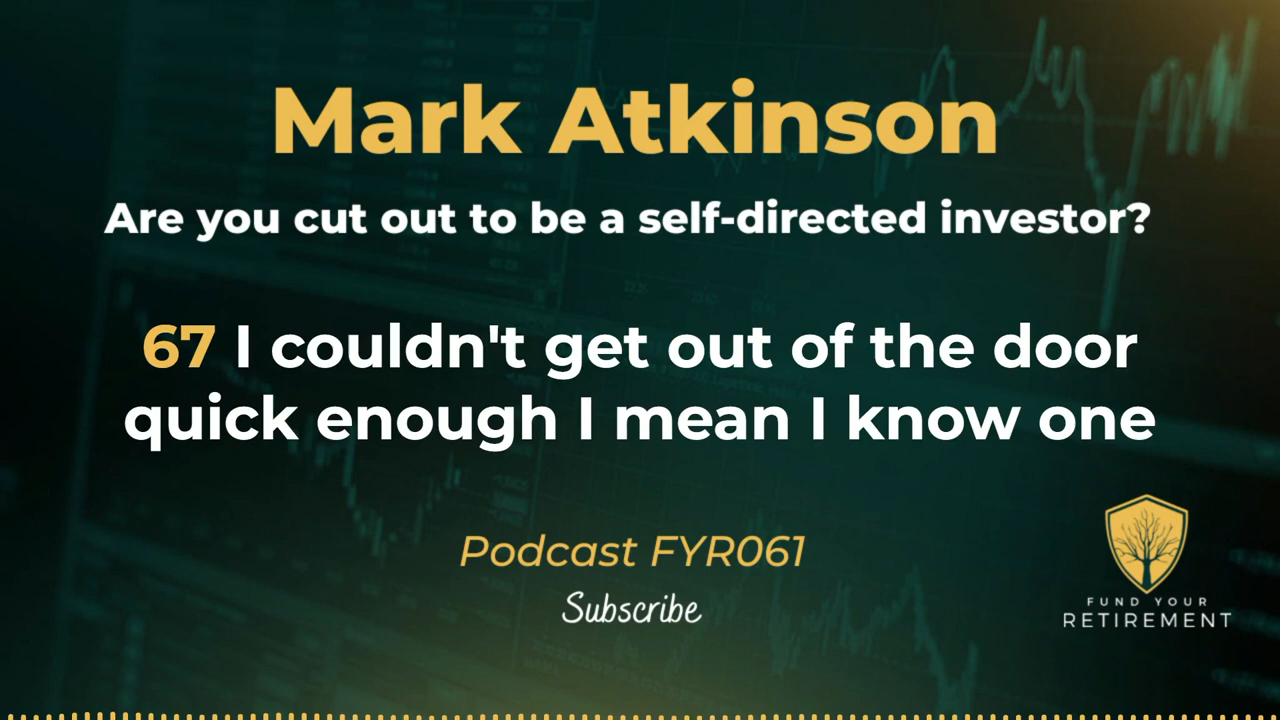 Mark Atkinson
Are you cut out to be a self-directed investor?
67 I couldn't get out of the door
quick enough I mean I know one
Podcast FYR061
Subscribe
FUND YOUR
RETIREMENT